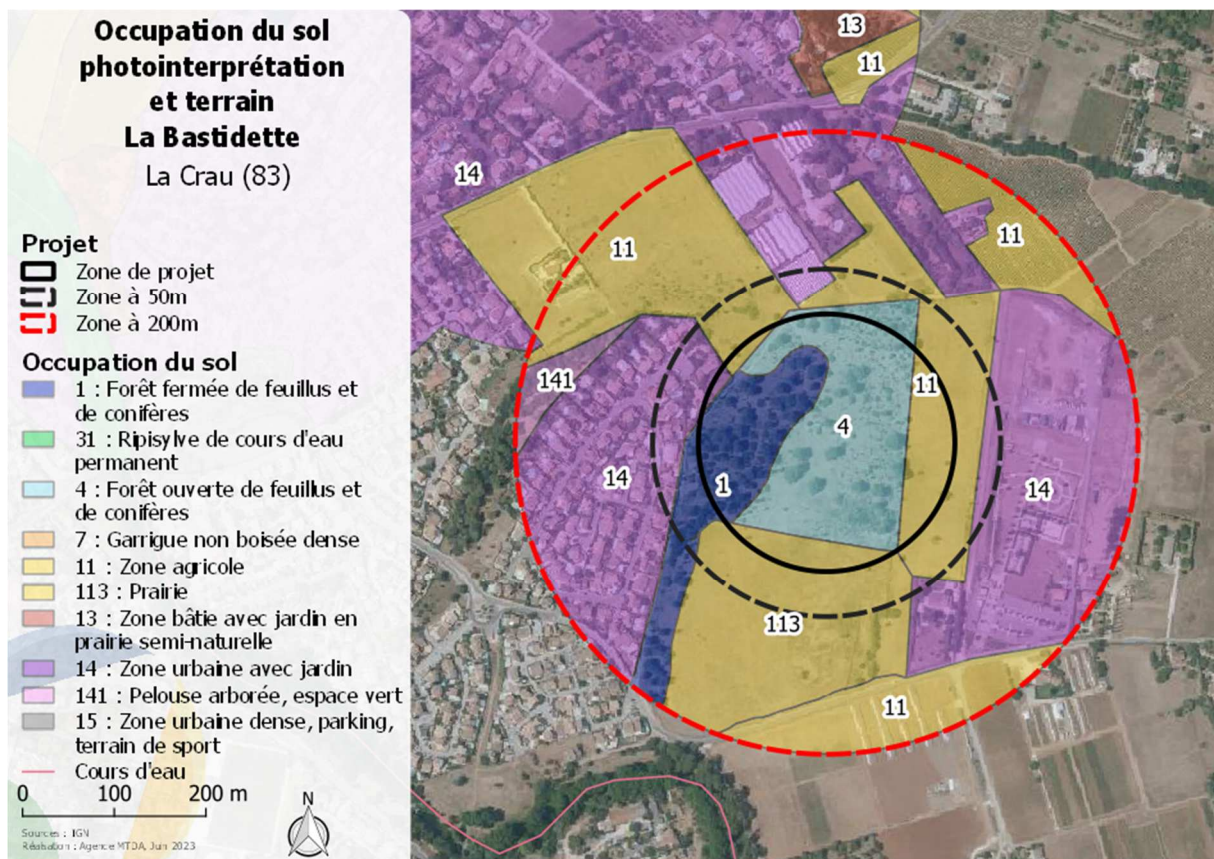 Occupation du sol
photointerprétation
et terrain
La Bastidette
La Crau (83)
Projet
Zone de projet
Zone à 50m
Zone à 200m
Occupation du sol
1 : Forêt fermée de feuillus et
de conifères
31 : Ripisylve de cours d'eau
permanent
4 : Forêt ouverte de feuillus et
de conifères
7 : Garrigue non boisée dense
11 : Zone agricole
113 : Prairie
13 : Zone bâtie avec jardin en
prairie semi-naturelle
14 : Zone urbaine avec jardin
141 : Pelouse arborée, espace vert
15 : Zone urbaine dense, parking,
terrain de sport
Cours d'eau
0 100 200 m
N
Sources : IGN
Réalisation : Agence MTDA, Juin 2023
13
11
14
11
11
141
11
4
14
1
14
113
11